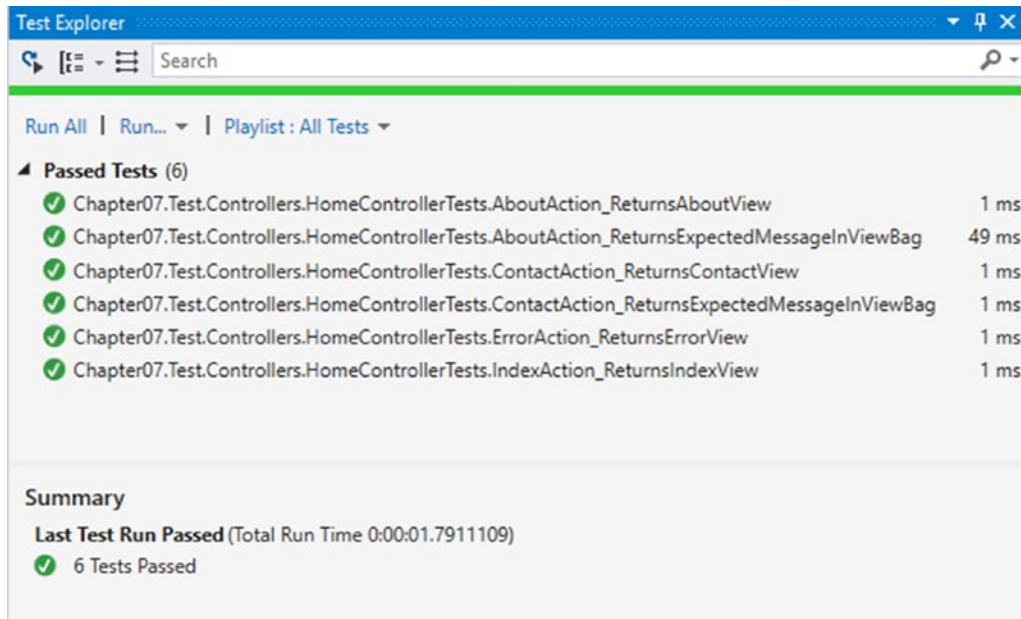 Test Explorer
Search
Run All | Run... | Playlist : All Tests
Passed Tests (6)
Chapter07.Test.Controllers.HomeControllerTests.AboutAction_ReturnsAboutView 1 ms
Chapter07.Test.Controllers.HomeControllerTests.AboutAction_ReturnsExpectedMessageInViewBag 49 ms
Chapter07.Test.Controllers.HomeControllerTests.ContactAction_ReturnsContactView 1 ms
Chapter07.Test.Controllers.HomeControllerTests.ContactAction_ReturnsExpectedMessageInViewBag 1 ms
Chapter07.Test.Controllers.HomeControllerTests.ErrorAction_ReturnsErrorView 1 ms
Chapter07.Test.Controllers.HomeControllerTests.IndexAction_ReturnsIndexView 1 ms
Summary
Last Test Run Passed (Total Run Time 0:00:01.7911109)
6 Tests Passed